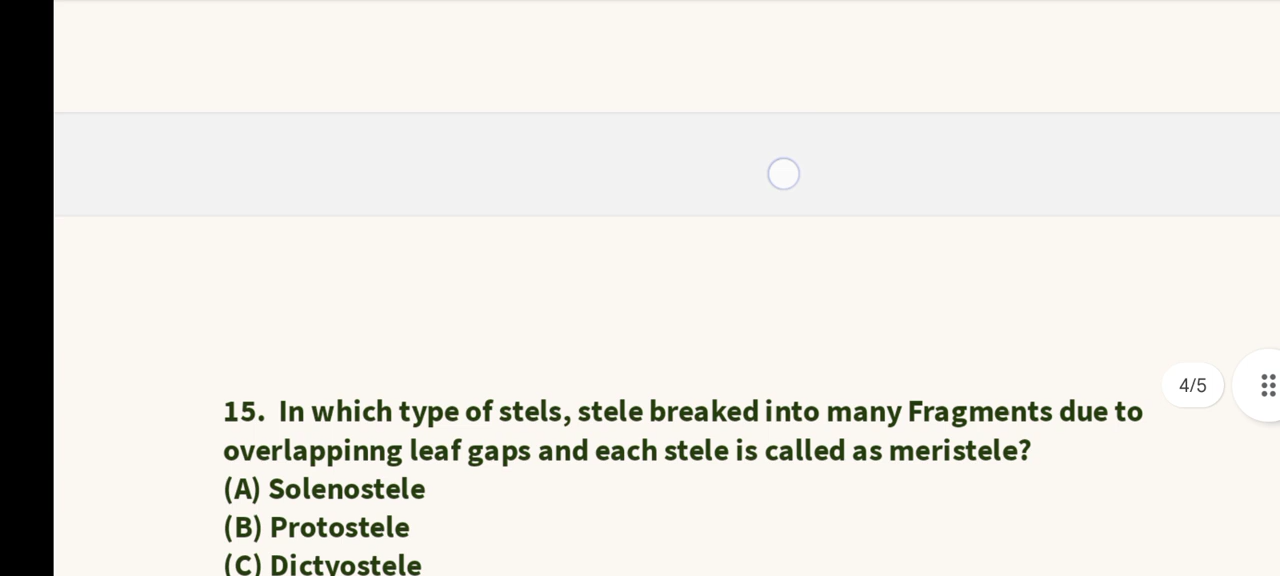 4/5
15. In which type of stels, stele breaked into many Fragments due to
overlappinng leaf gaps and each stele is called as meristele?
(A) Solenostele
(B) Protostele
(C) Dictyostele